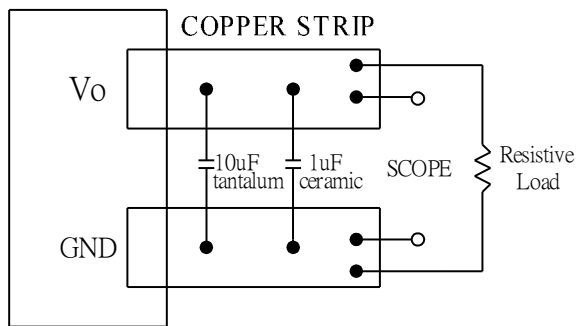 COPPER STRIP
Vo
10uF
tantalum
1uF
ceramic
SCOPE
Resistive
Load
GND